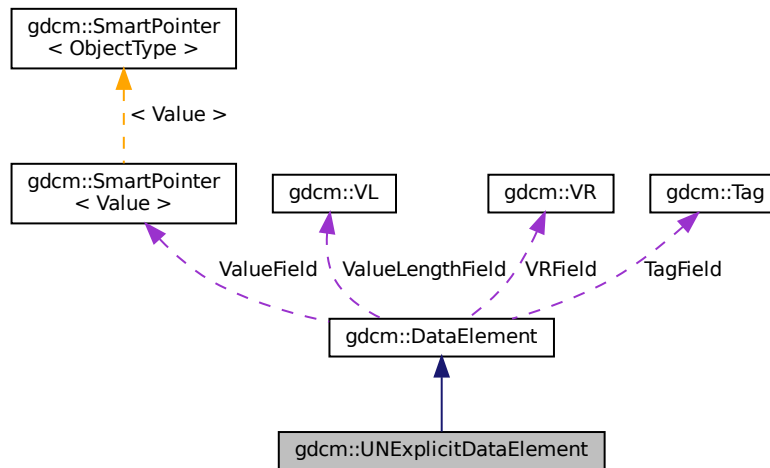 gdcm::SmartPointer
< ObjectType >
< Value >
gdcm::SmartPointer
< Value >
gdcm::VL
gdcm::VR
gdcm::Tag
ValueField
ValueLengthField
VRField
TagField
gdcm::DataElement
gdcm::UNExplicitDataElement